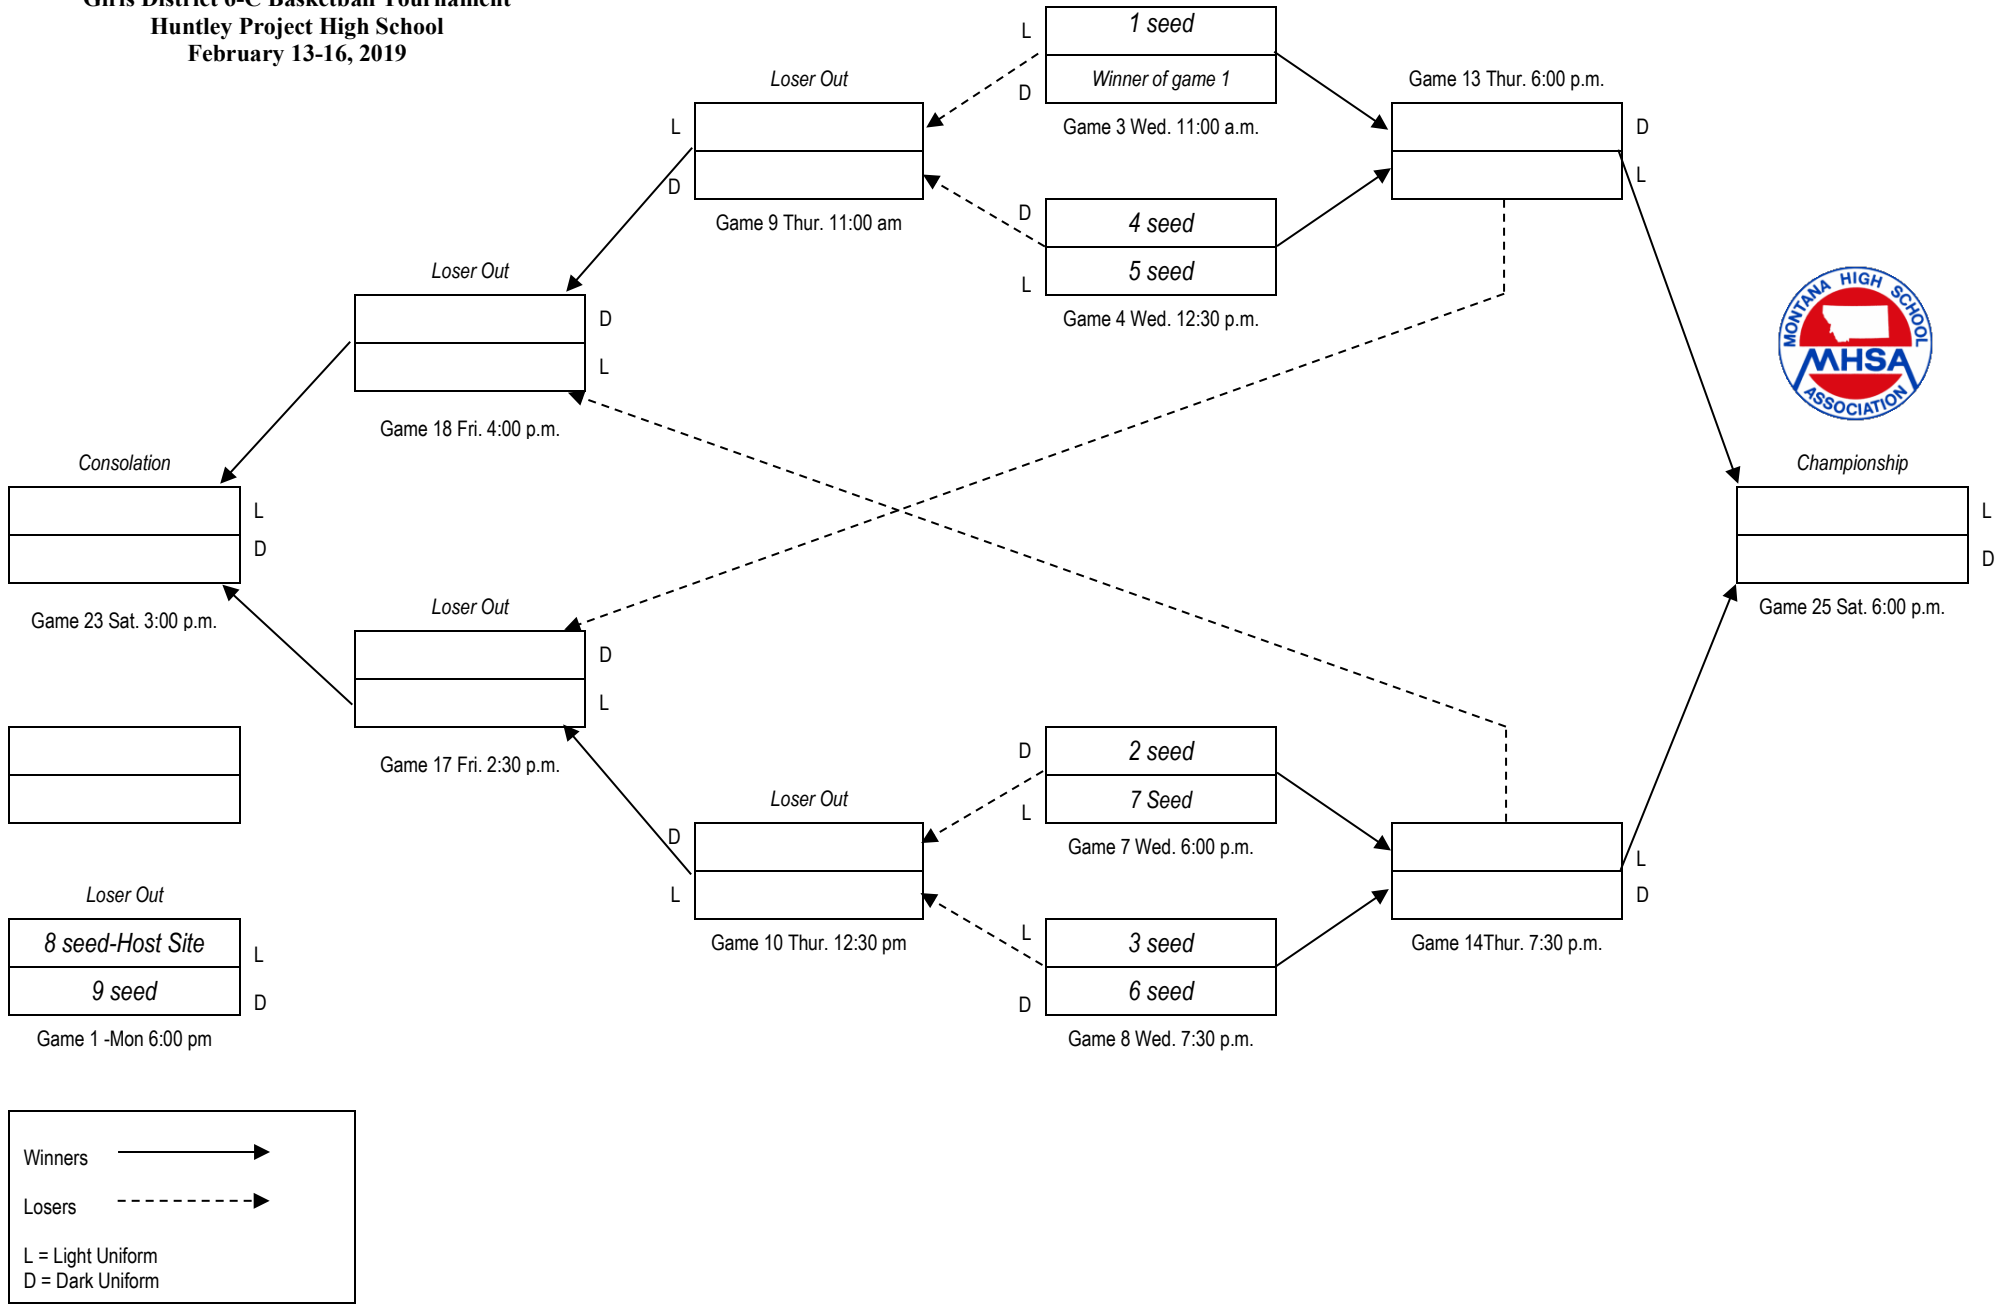 Girls District 6-C Basketball Tournament
Huntley Project High School
February 13-16, 2019
L
1 seed
Winner of game 1
D
Game 3 Wed. 11:00 a.m.
Loser Out
L
D
Game 9 Thur. 11:00 am
D
4 seed
5 seed
L
Game 4 Wed. 12:30 p.m.
Game 13 Thur. 6:00 p.m.
D
L
Loser Out
D
L
Game 18 Fri. 4:00 p.m.
MONTANA HIGH SCHOOL
MHSA
ASSOCIATION
Consolation
L
D
Game 23 Sat. 3:00 p.m.
Championship
L
D
Game 25 Sat. 6:00 p.m.
Loser Out
D
L
Game 17 Fri. 2:30 p.m.
D
2 seed
7 Seed
L
Game 7 Wed. 6:00 p.m.
Loser Out
D
L
Game 10 Thur. 12:30 pm
L
3 seed
6 seed
D
Game 8 Wed. 7:30 p.m.
L
D
Game 14Thur. 7:30 p.m.
Loser Out
8 seed-Host Site
L
9 seed
D
Game 1 -Mon 6:00 pm
Winners
Losers
L = Light Uniform
D = Dark Uniform